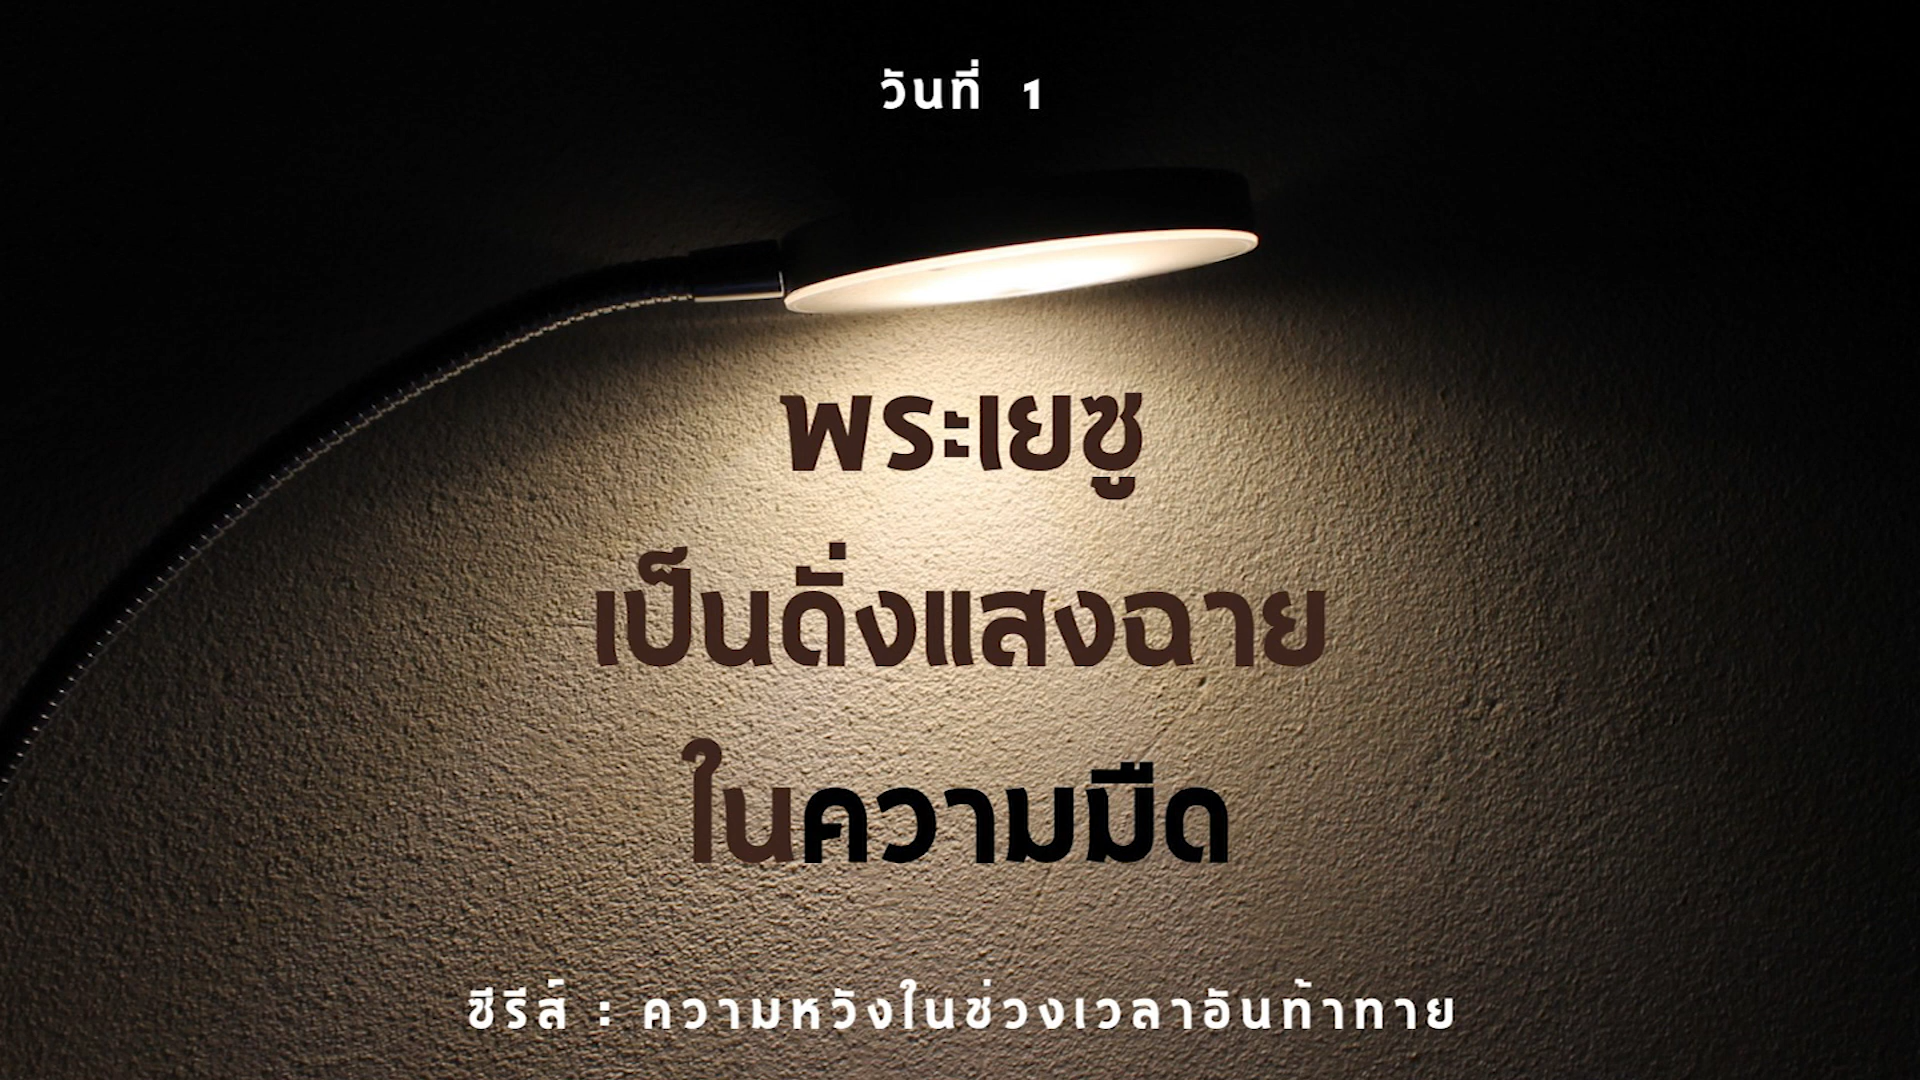 วันที่ 1
พระเยซู
เป็นดั่งแสงฉาย
ในความมืด
ซีรีส์ : ความหวังในช่วงเวลาอันท้าทาย